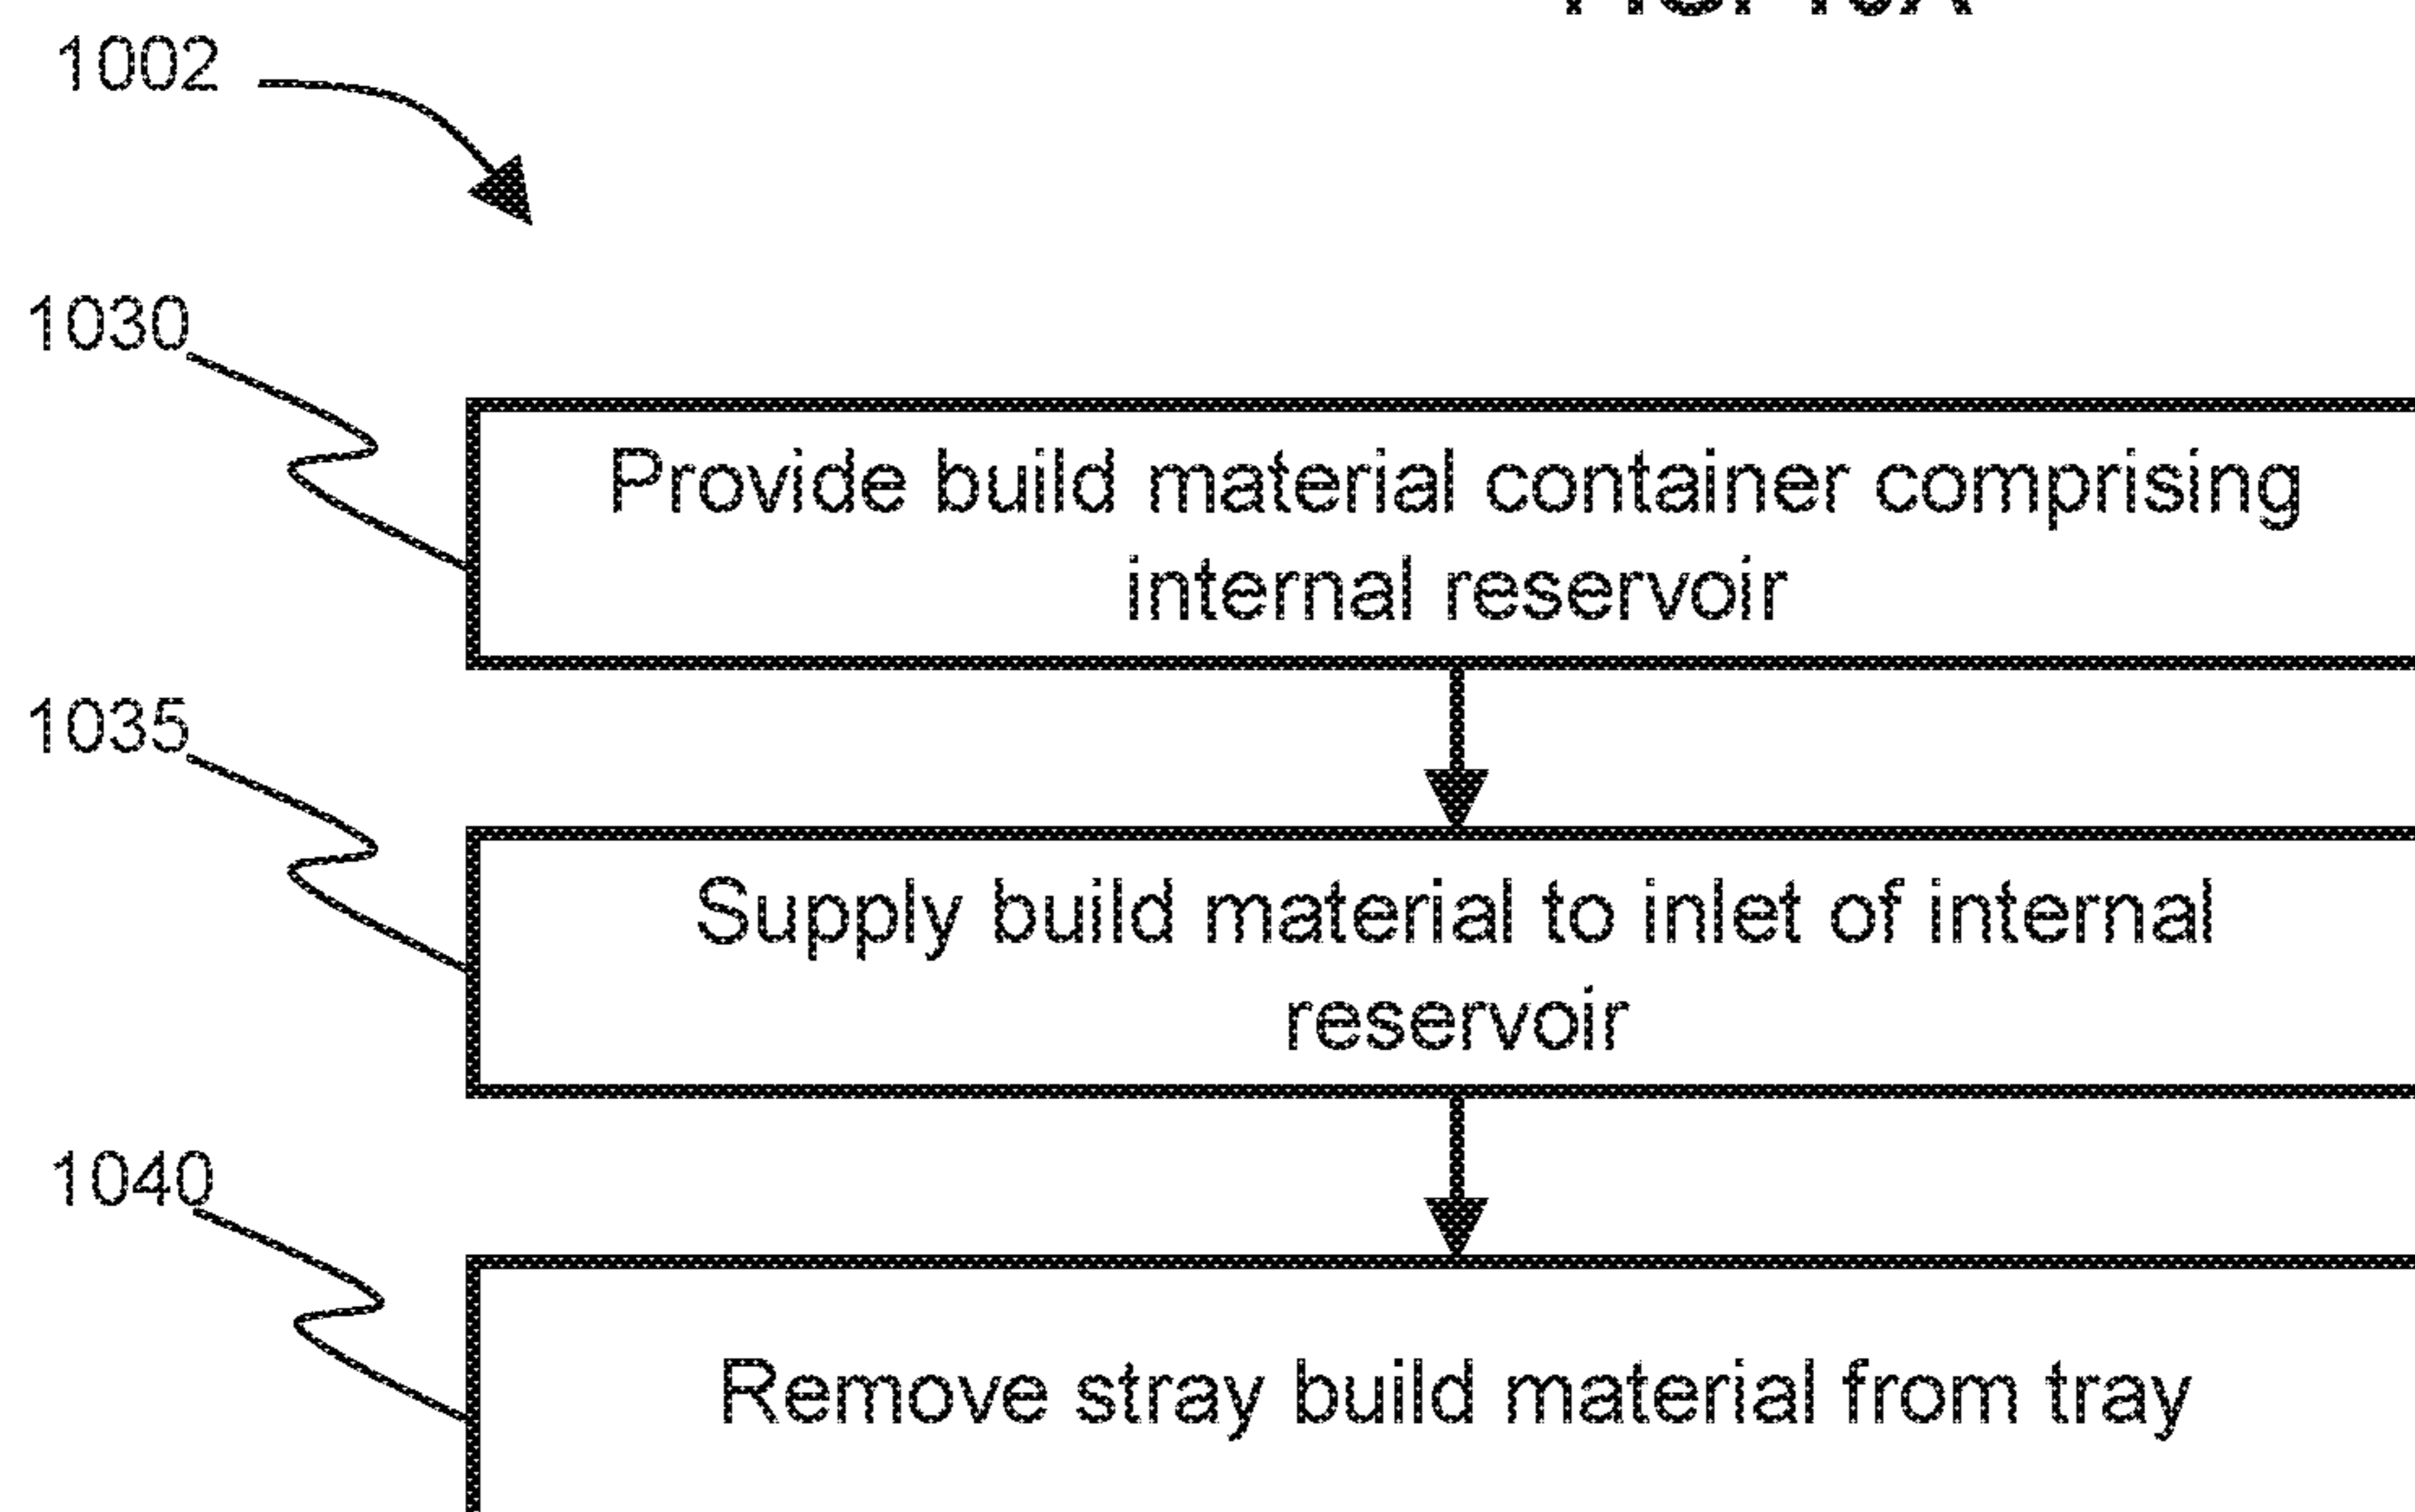 1002
1030
Provide build material container comprising
internal reservoir
1035
Supply build material to inlet of internal
reservoir
1040
Remove stray build material from tray